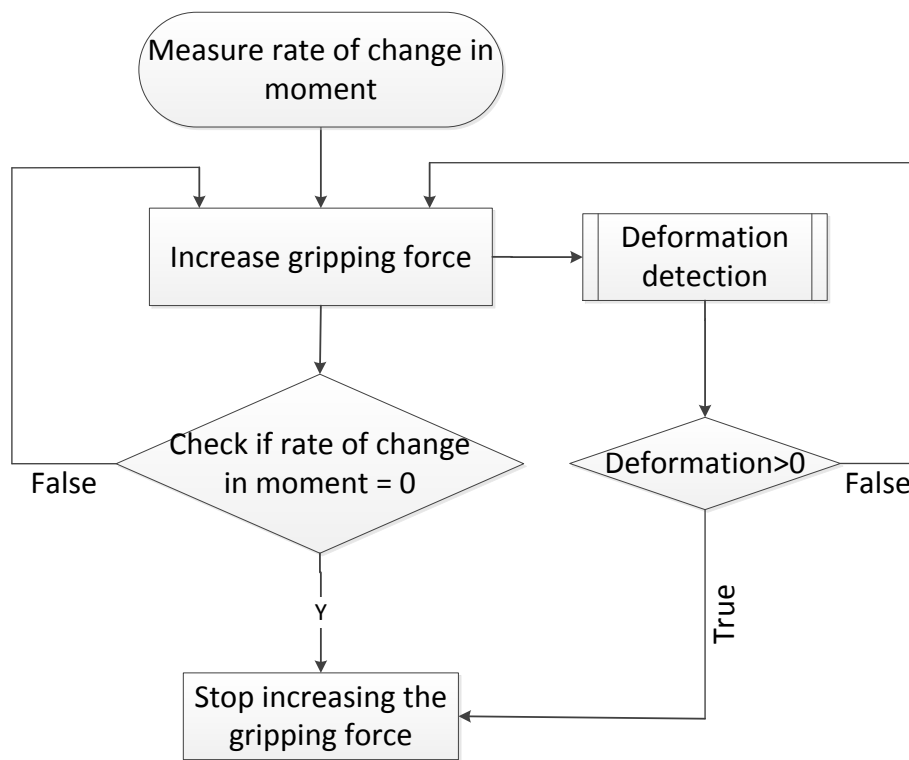 Measure rate of change in
moment
Increase gripping force
Deformation
detection
Check if rate of change
in moment = 0
False
Deformation>0
False
Y
True
Stop increasing the
gripping force